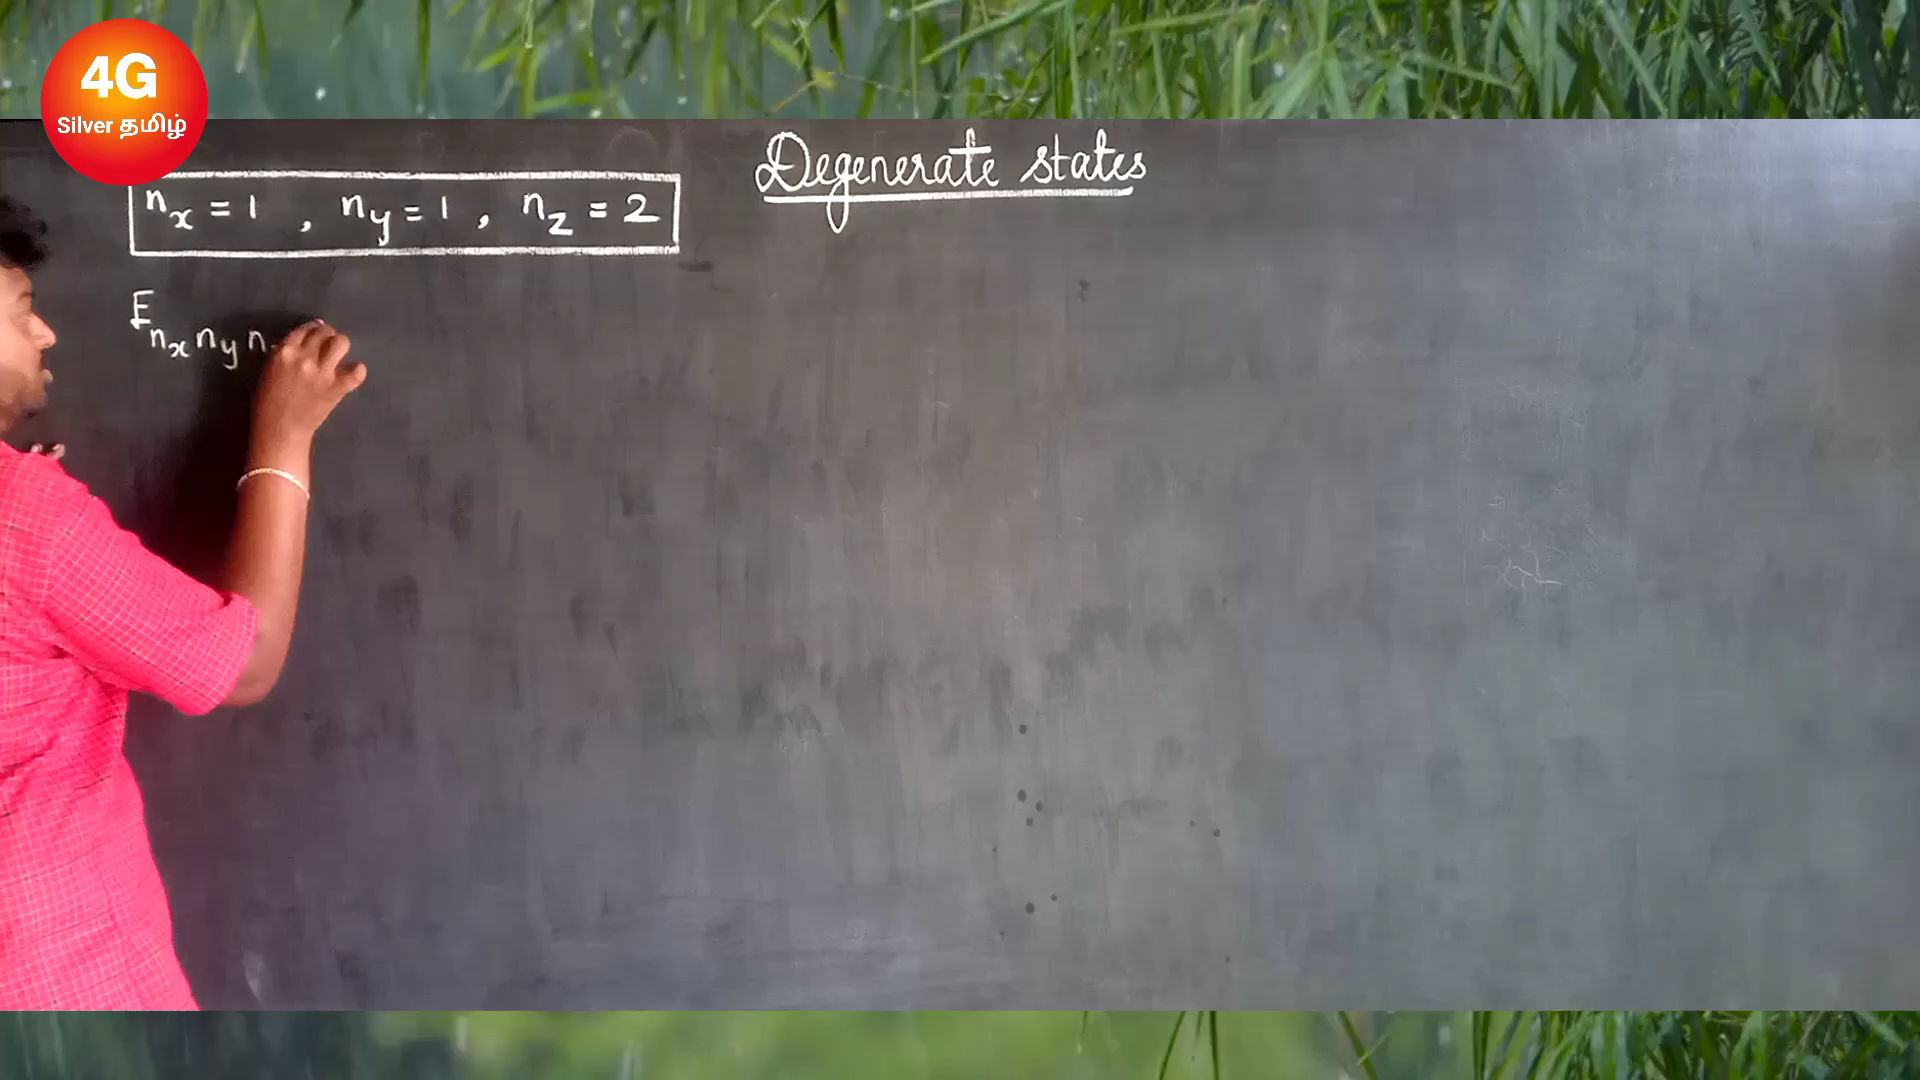 4G
Silver தமிழ்
Degenerate states
nx = 1 , ny = 1 , nz = 2
E nx ny n